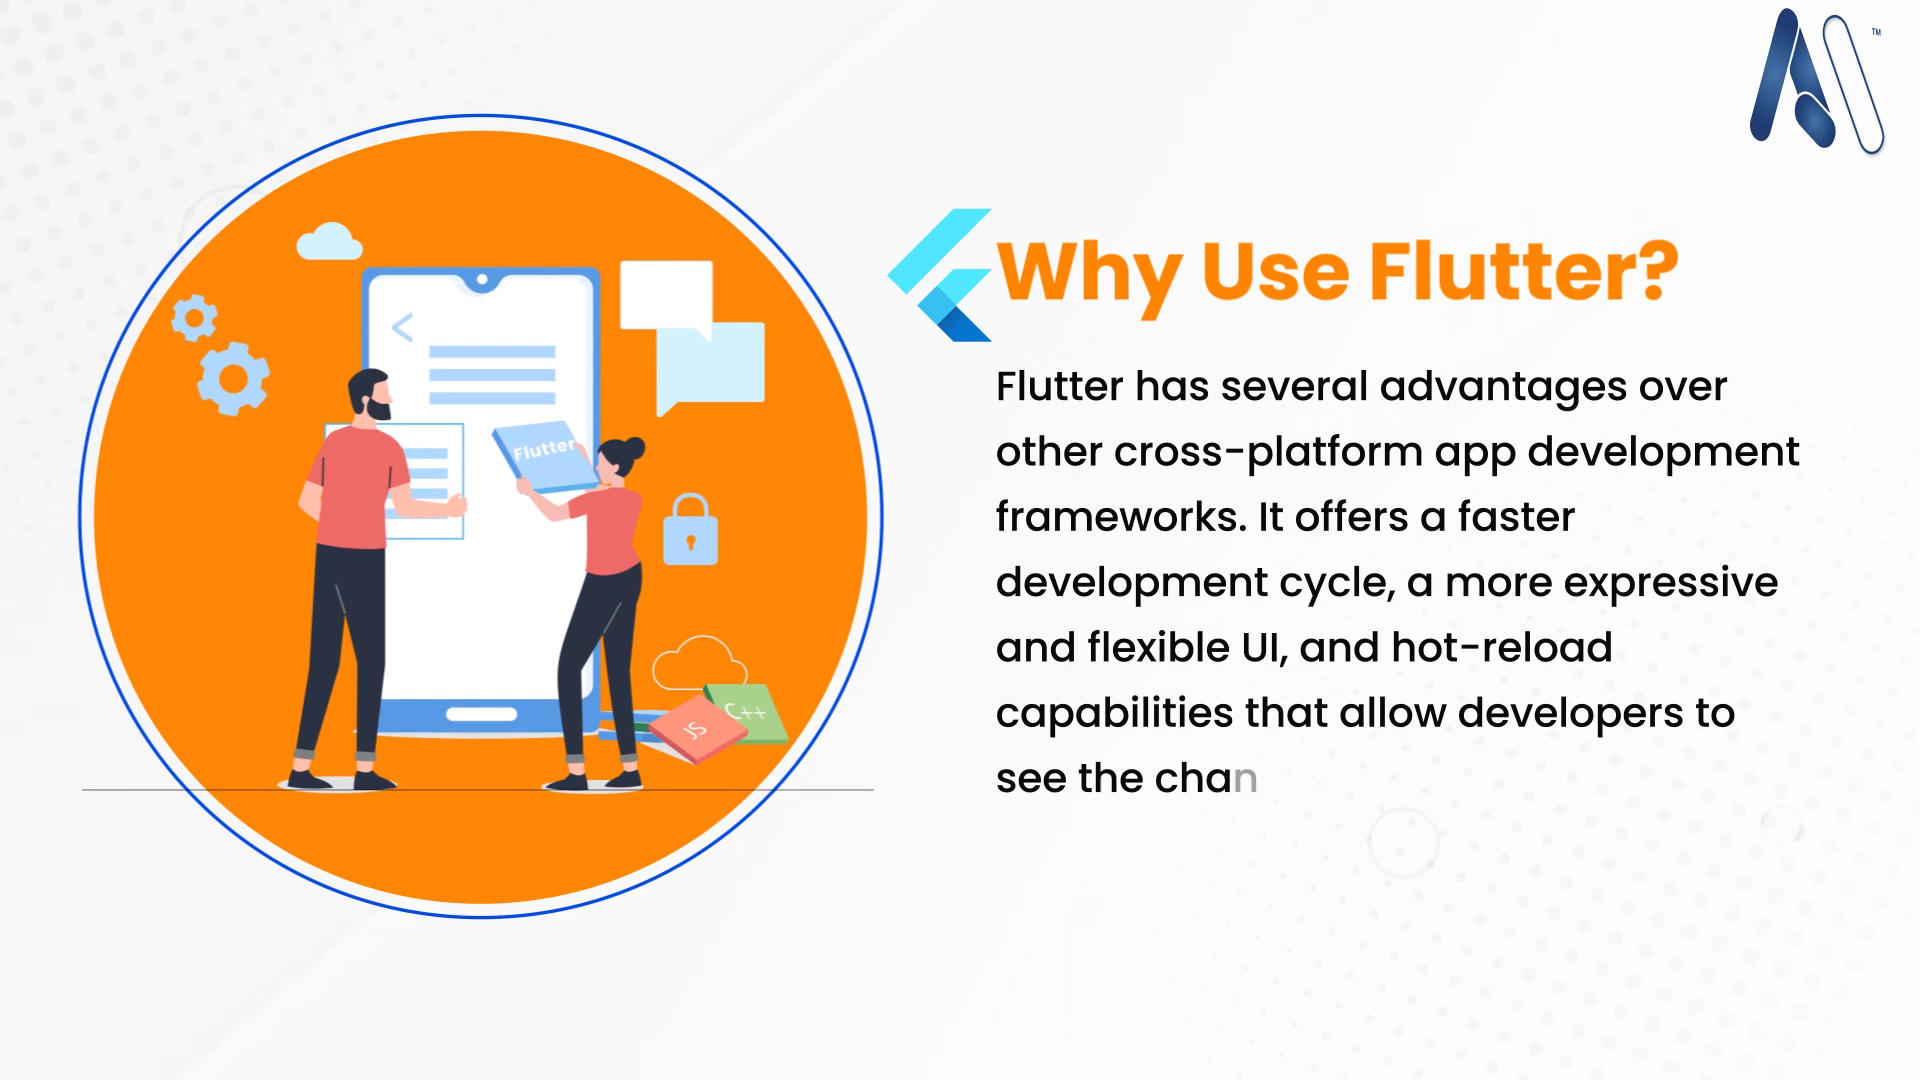 TM
Why Use Flutter?
Flutter has several advantages over
other cross-platform app development
frameworks. It offers a faster
development cycle, a more expressive
and flexible UI, and hot-reload
capabilities that allow developers to
see the chan
Flutter
C++
JS